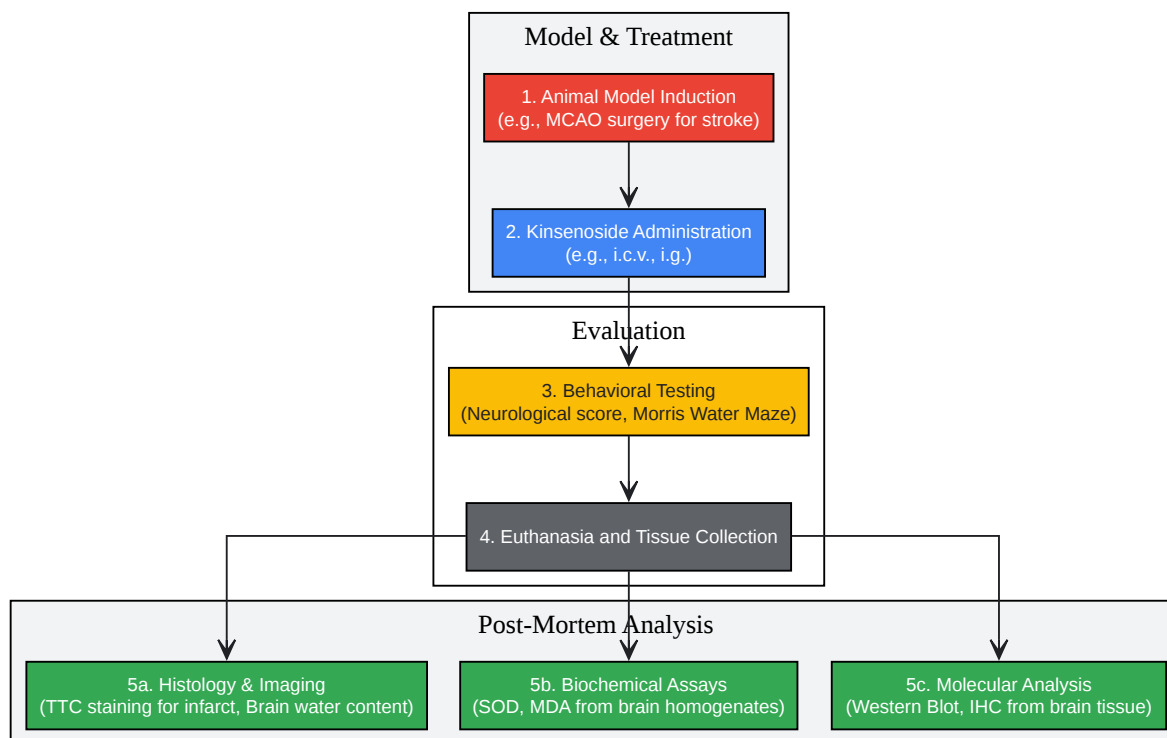 Model & Treatment
1. Animal Model Induction
(e.g., MCAO surgery for stroke)
2. Kinsenoside Administration
(e.g., i.c.v., i.g.)
Evaluation
3. Behavioral Testing
(Neurological score, Morris Water Maze)
4. Euthanasia and Tissue Collection
Post-Mortem Analysis
5a. Histology & Imaging
(TTC staining for infarct, Brain water content)
5b. Biochemical Assays
(SOD, MDA from brain homogenates)
5c. Molecular Analysis
(Western Blot, IHC from brain tissue)